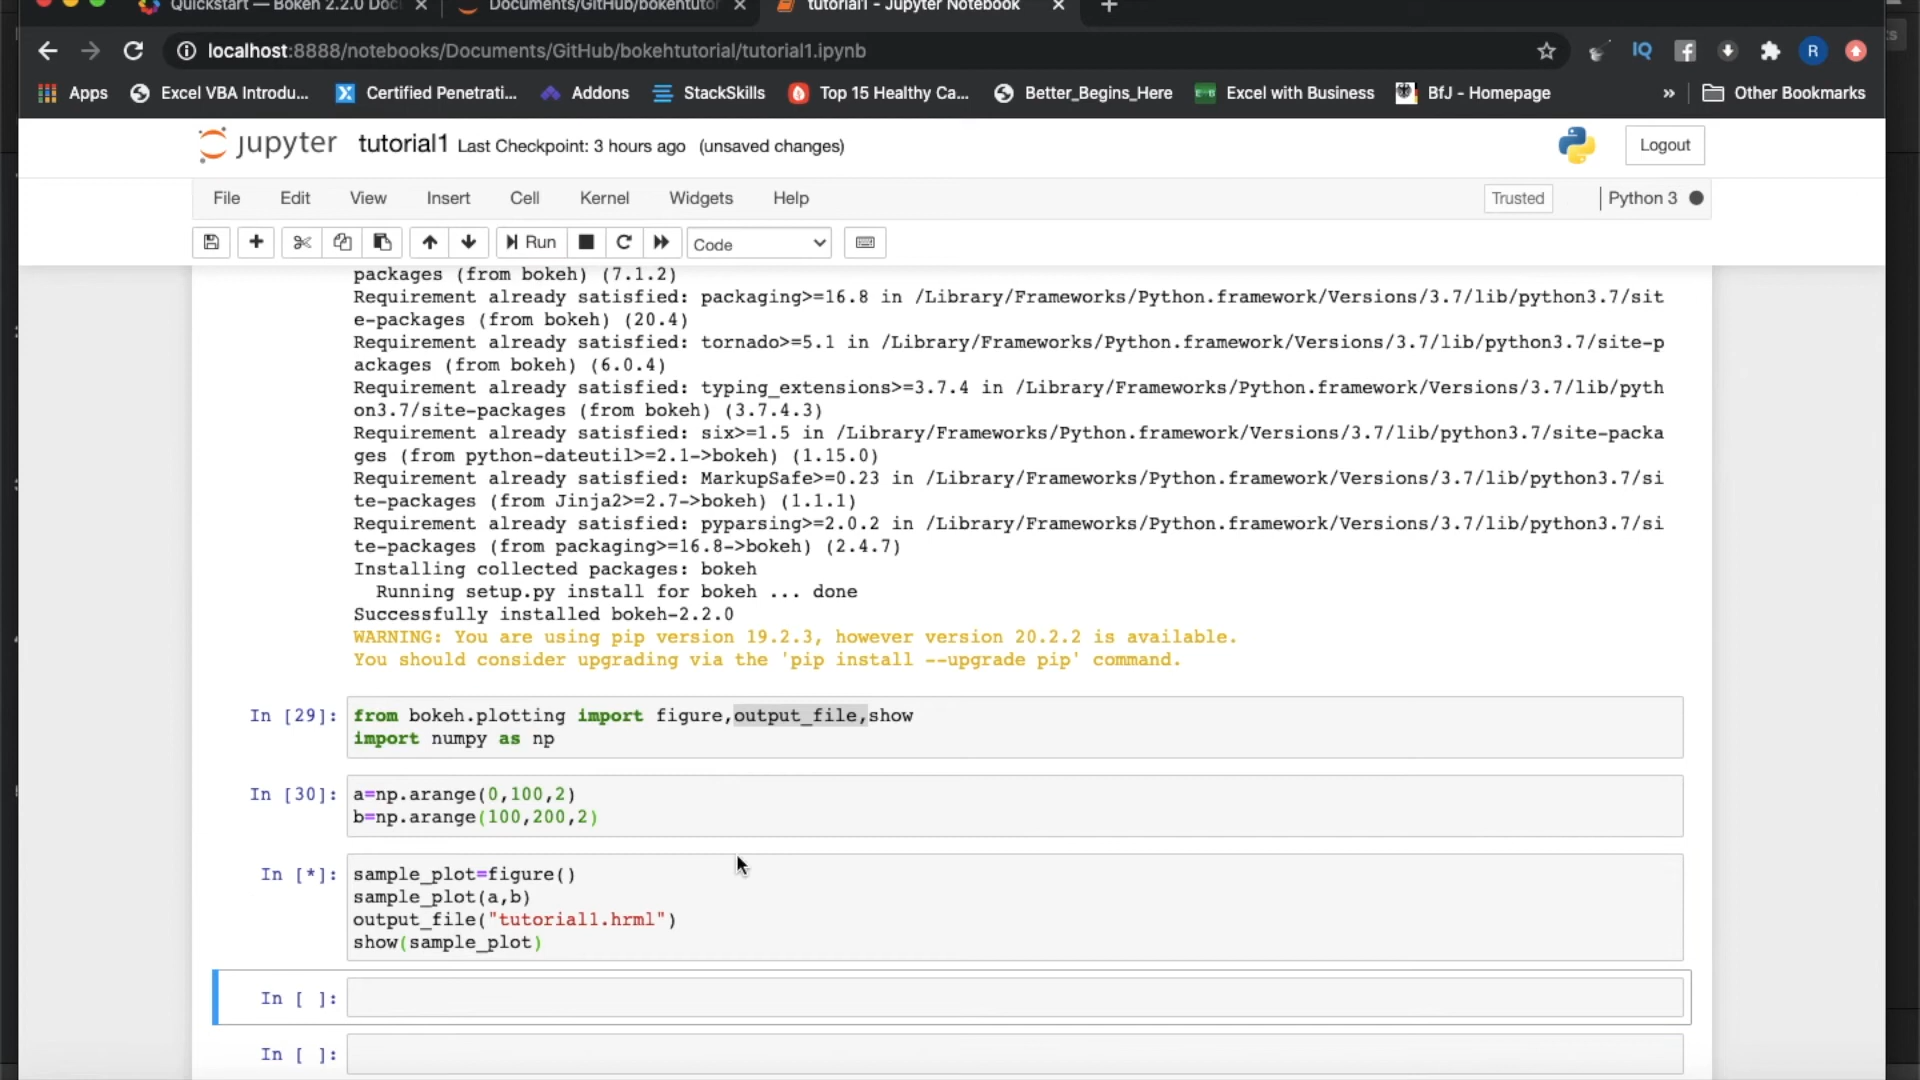 Quickstart — Bokeh 2.2.0 Doc
Documents/GitHub/bokehtutor
tutorial1 - Jupyter Notebook
localhost:8888/notebooks/Documents/GitHub/bokehtutorial/tutorial1.ipynb
IQ
R
Apps
Excel VBA Introdu...
Certified Penetrati...
Addons
StackSkills
Top 15 Healthy Ca...
Better_Begins_Here
Excel with Business
BfJ - Homepage
»
Other Bookmarks
jupyter tutorial1 Last Checkpoint: 3 hours ago (unsaved changes)
Logout
File Edit View Insert Cell Kernel Widgets Help
Trusted
Python 3
Run
Code
packages (from bokeh) (7.1.2)
Requirement already satisfied: packaging>=16.8 in /Library/Frameworks/Python.framework/Versions/3.7/lib/python3.7/sit
e-packages (from bokeh) (20.4)
Requirement already satisfied: tornado>=5.1 in /Library/Frameworks/Python.framework/Versions/3.7/lib/python3.7/site-p
ackages (from bokeh) (6.0.4)
Requirement already satisfied: typing_extensions>=3.7.4 in /Library/Frameworks/Python.framework/Versions/3.7/lib/pyth
on3.7/site-packages (from bokeh) (3.7.4.3)
Requirement already satisfied: six>=1.5 in /Library/Frameworks/Python.framework/Versions/3.7/lib/python3.7/site-packa
ges (from python-dateutil>=2.1->bokeh) (1.15.0)
Requirement already satisfied: MarkupSafe>=0.23 in /Library/Frameworks/Python.framework/Versions/3.7/lib/python3.7/si
te-packages (from Jinja2>=2.7->bokeh) (1.1.1)
Requirement already satisfied: pyparsing>=2.0.2 in /Library/Frameworks/Python.framework/Versions/3.7/lib/python3.7/si
te-packages (from packaging>=16.8->bokeh) (2.4.7)
Installing collected packages: bokeh
Running setup.py install for bokeh ... done
Successfully installed bokeh-2.2.0
WARNING: You are using pip version 19.2.3, however version 20.2.2 is available.
You should consider upgrading via the 'pip install --upgrade pip' command.
In [29]: from bokeh.plotting import figure,output_file,show
import numpy as np
In [30]: a=np.arange(0,100,2)
b=np.arange(100,200,2)
In [*]: sample_plot=figure()
sample_plot(a,b)
output_file("tutorial1.hrml")
show(sample_plot)
In [ ]:
In [ ]: